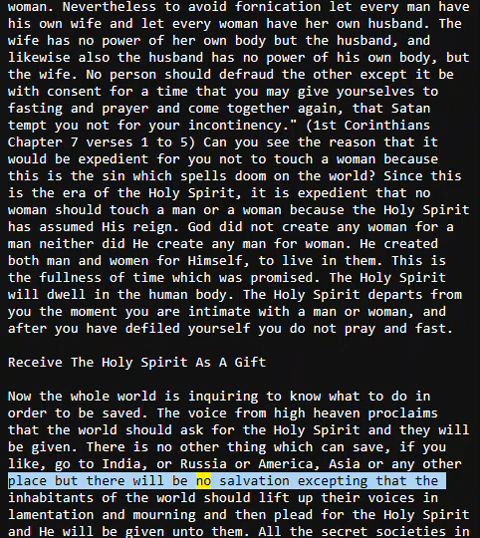 woman. Nevertheless to avoid fornication let every man have
his own wife and let every woman have her own husband. The
wife has no power of her own body but the husband, and
likewise also the husband has no power of his own body, but
the wife. No person should defraud the other except it be
with consent for a time that you may give yourselves to
fasting and prayer and come together again, that Satan
tempt you not for your incontinency." (1st Corinthians
Chapter 7 verses 1 to 5) Can you see the reason that it
would be expedient for you not to touch a woman because
this is the sin which spells doom on the world? Since this
is the era of the Holy Spirit, it is expedient that no
woman should touch a man or a woman because the Holy Spirit
has assumed His reign. God did not create any woman for a
man neither did He create any man for woman. He created
both man and women for Himself, to live in them. This is
the fullness of time which was promised. The Holy Spirit
will dwell in the human body. The Holy Spirit departs from
you the moment you are intimate with a man or woman, and
after you have defiled yourself you do not pray and fast.

Receive The Holy Spirit As A Gift

Now the whole world is inquiring to know what to do in
order to be saved. The voice from high heaven proclaims
that the world should ask for the Holy Spirit and they will
be given. There is no other thing which can save, if you
like, go to India, or Russia or America, Asia or any other
place but there will be no salvation excepting that the
inhabitants of the world should lift up their voices in
lamentation and mourning and then plead for the Holy Spirit
and He will be given unto them. All the secret societies in